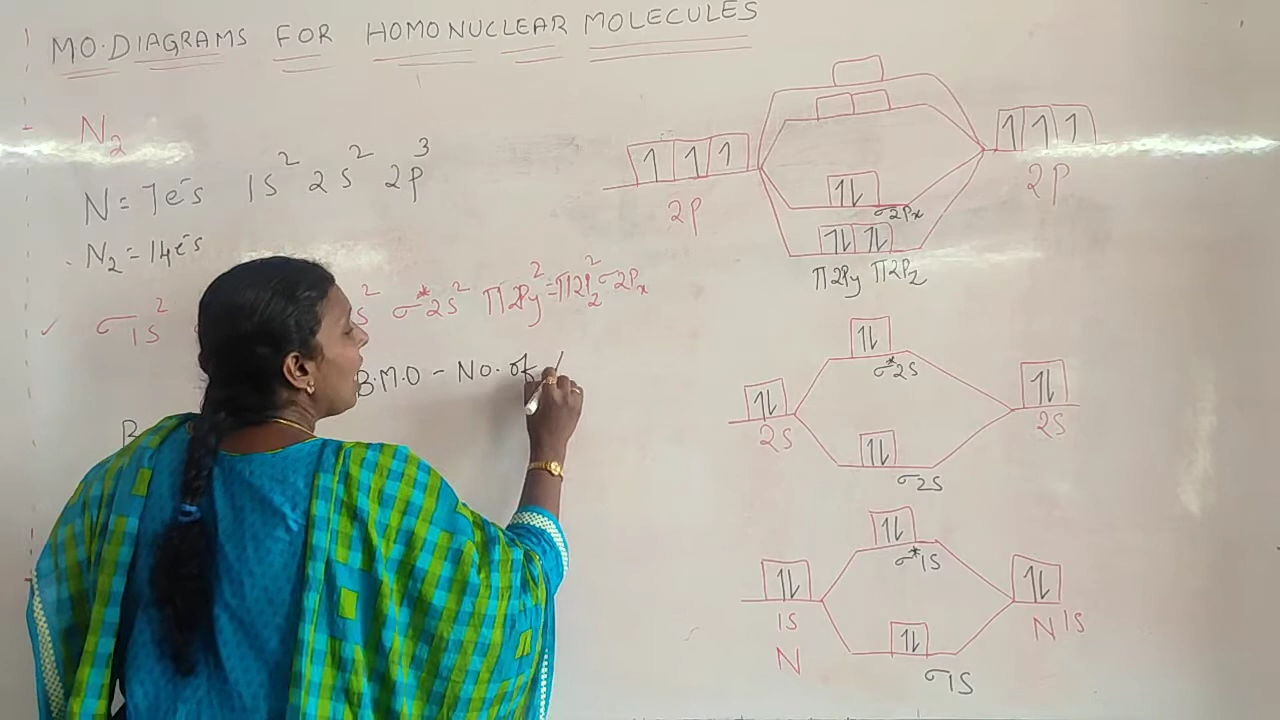 MO.DIAGRAMS FOR HOMONUCLEAR MOLECULES
N₂
N = 7e⁻s 1s² 2s² 2p³
N₂ = 14e⁻s
✓ σ1s² s² σ*2s² π2Py² = π2P²z σ2Px
B.M.O - No. of
B
2P
2P
σ2Px
π2Py π2Pz
σ*2s
2s
2s
σ2s
σ*1s
1s
1s
N
N
σ1s